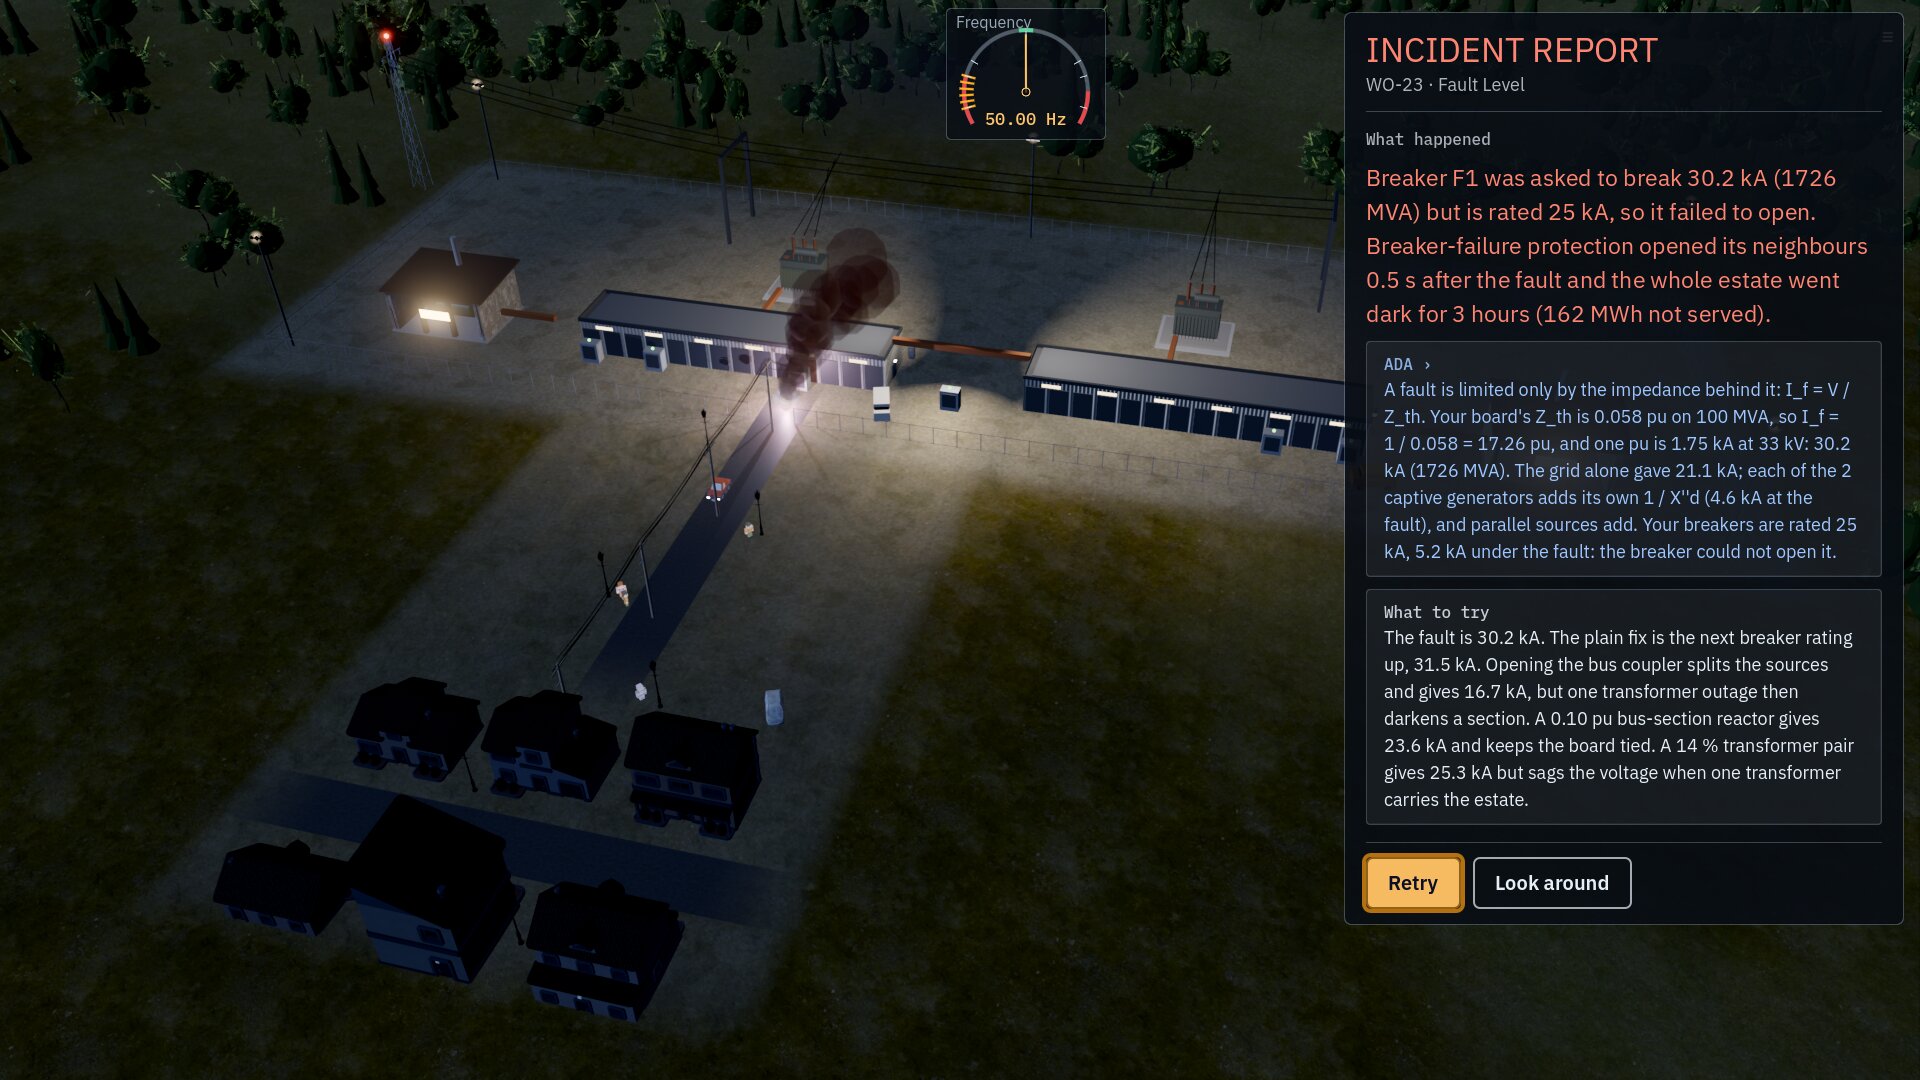 Frequency
50.00 Hz
INCIDENT REPORT
WO-23 · Fault Level
What happened
Breaker F1 was asked to break 30.2 kA (1726
MVA) but is rated 25 kA, so it failed to open.
Breaker-failure protection opened its neighbours
0.5 s after the fault and the whole estate went
dark for 3 hours (162 MWh not served).
ADA ›
A fault is limited only by the impedance behind it: I_f = V /
Z_th. Your board's Z_th is 0.058 pu on 100 MVA, so I_f =
1 / 0.058 = 17.26 pu, and one pu is 1.75 kA at 33 kV: 30.2
kA (1726 MVA). The grid alone gave 21.1 kA; each of the 2
captive generators adds its own 1 / X''d (4.6 kA at the
fault), and parallel sources add. Your breakers are rated 25
kA, 5.2 kA under the fault: the breaker could not open it.
What to try
The fault is 30.2 kA. The plain fix is the next breaker rating
up, 31.5 kA. Opening the bus coupler splits the sources
and gives 16.7 kA, but one transformer outage then
darkens a section. A 0.10 pu bus-section reactor gives
23.6 kA and keeps the board tied. A 14 % transformer pair
gives 25.3 kA but sags the voltage when one transformer
carries the estate.
Retry
Look around